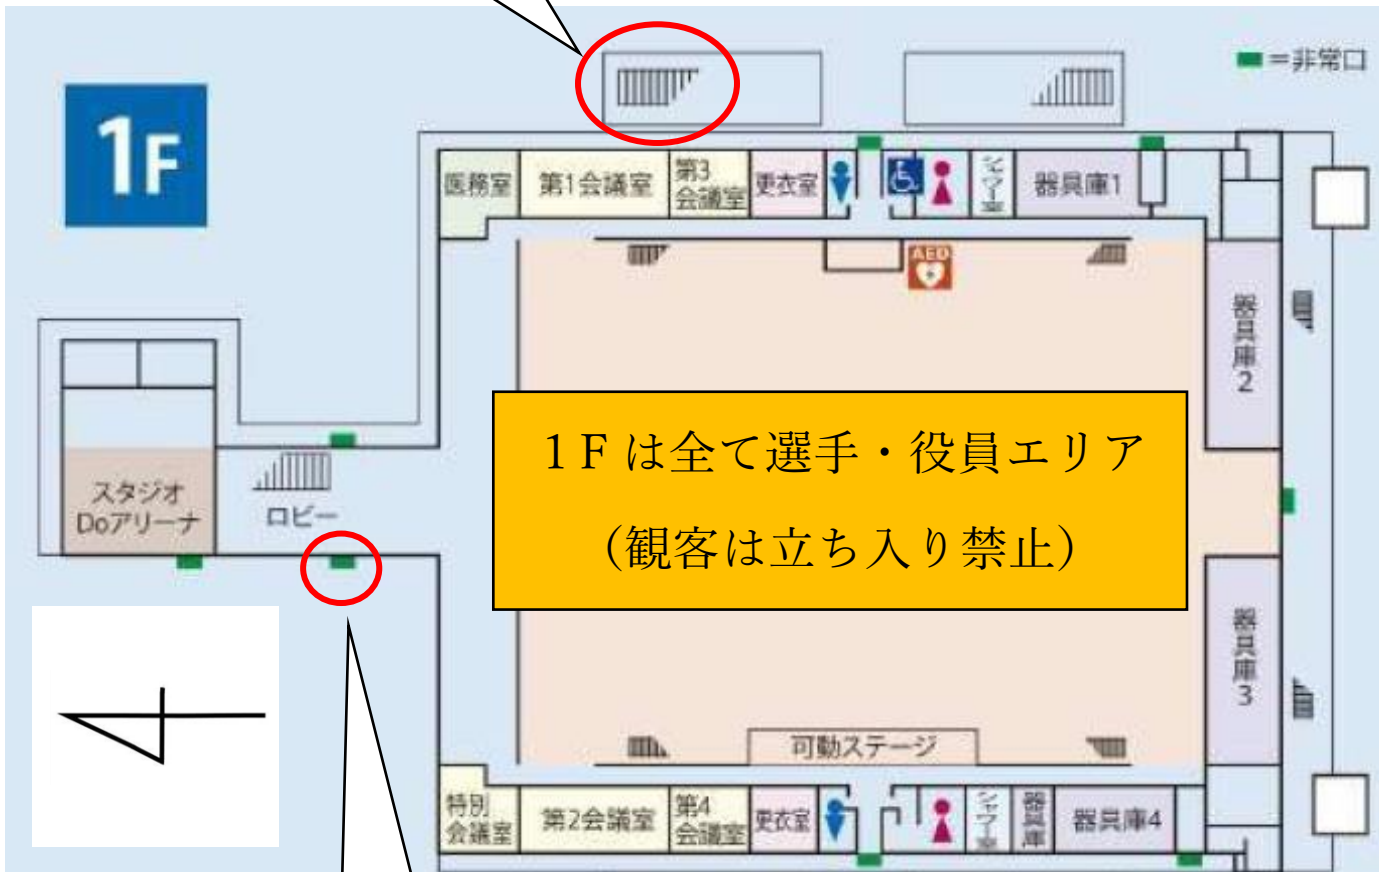 1F
=非常口
医務室
第1会議室
第3
会議室
更衣室
シャワー室
器具庫1
AED
器具庫2
1Fは全て選手・役員エリア
(観客は立ち入り禁止)
スタジオ
Doアリーナ
ロビー
器具庫3
可動ステージ
特別
会議室
第2会議室
第4
会議室
更衣室
シャワー室
器具庫
器具庫4